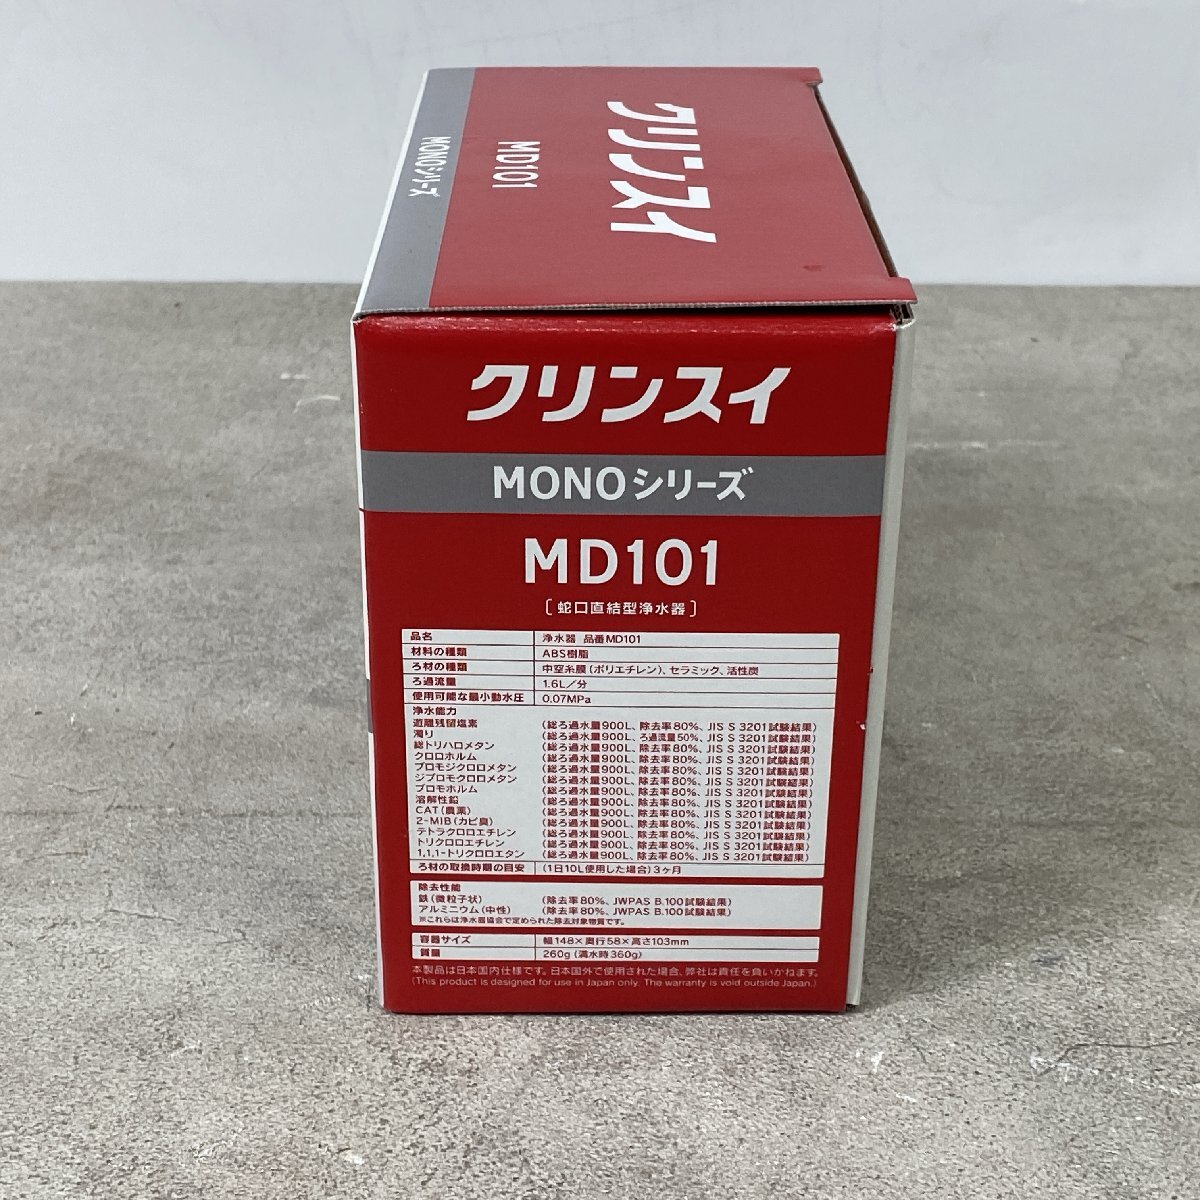 クリンスイ
MD101
MONOシリーズ
クリンスイ
MONOシリーズ
MD101
[ 蛇口直結型浄水器 ]
品名 浄水器 品番MD101
材料の種類 ABS樹脂
ろ材の種類 中空糸膜(ポリエチレン)、セラミック、活性炭
ろ過流量 1.6L/分
使用可能な最小動水圧 0.07MPa
浄水能力
遊離残留塩素 (総ろ過水量900L、除去率80%、JIS S 3201試験結果)
濁り (総ろ過水量900L、ろ過流量50%、JIS S 3201試験結果)
総トリハロメタン (総ろ過水量900L、除去率80%、JIS S 3201試験結果)
クロロホルム (総ろ過水量900L、除去率80%、JIS S 3201試験結果)
ブロモジクロロメタン (総ろ過水量900L、除去率80%、JIS S 3201試験結果)
ジブロモクロロメタン (総ろ過水量900L、除去率80%、JIS S 3201試験結果)
ブロモホルム (総ろ過水量900L、除去率80%、JIS S 3201試験結果)
溶解性鉛 (総ろ過水量900L、除去率80%、JIS S 3201試験結果)
CAT(農薬) (総ろ過水量900L、除去率80%、JIS S 3201試験結果)
2-MIB(カビ臭) (総ろ過水量900L、除去率80%、JIS S 3201試験結果)
テトラクロロエチレン (総ろ過水量900L、除去率80%、JIS S 3201試験結果)
トリクロロエチレン (総ろ過水量900L、除去率80%、JIS S 3201試験結果)
1,1,1-トリクロロエタン (総ろ過水量900L、除去率80%、JIS S 3201試験結果)
ろ材の取換時期の目安 (1日10L使用した場合)3ヶ月
除去性能
鉄(微粒子状) (除去率80%、JWPAS B.100試験結果)
アルミニウム(中性) (除去率80%、JWPAS B.100試験結果)
※これらは浄水器協会で定められた除去対象物質です。
容器サイズ 幅148×奥行58×高さ103mm
質量 260g(満水時360g)
本製品は日本国内仕様です。日本国外で使用された場合、弊社は責任を負いかねます。
(This product is designed for use in Japan only. The warranty is void outside Japan.)